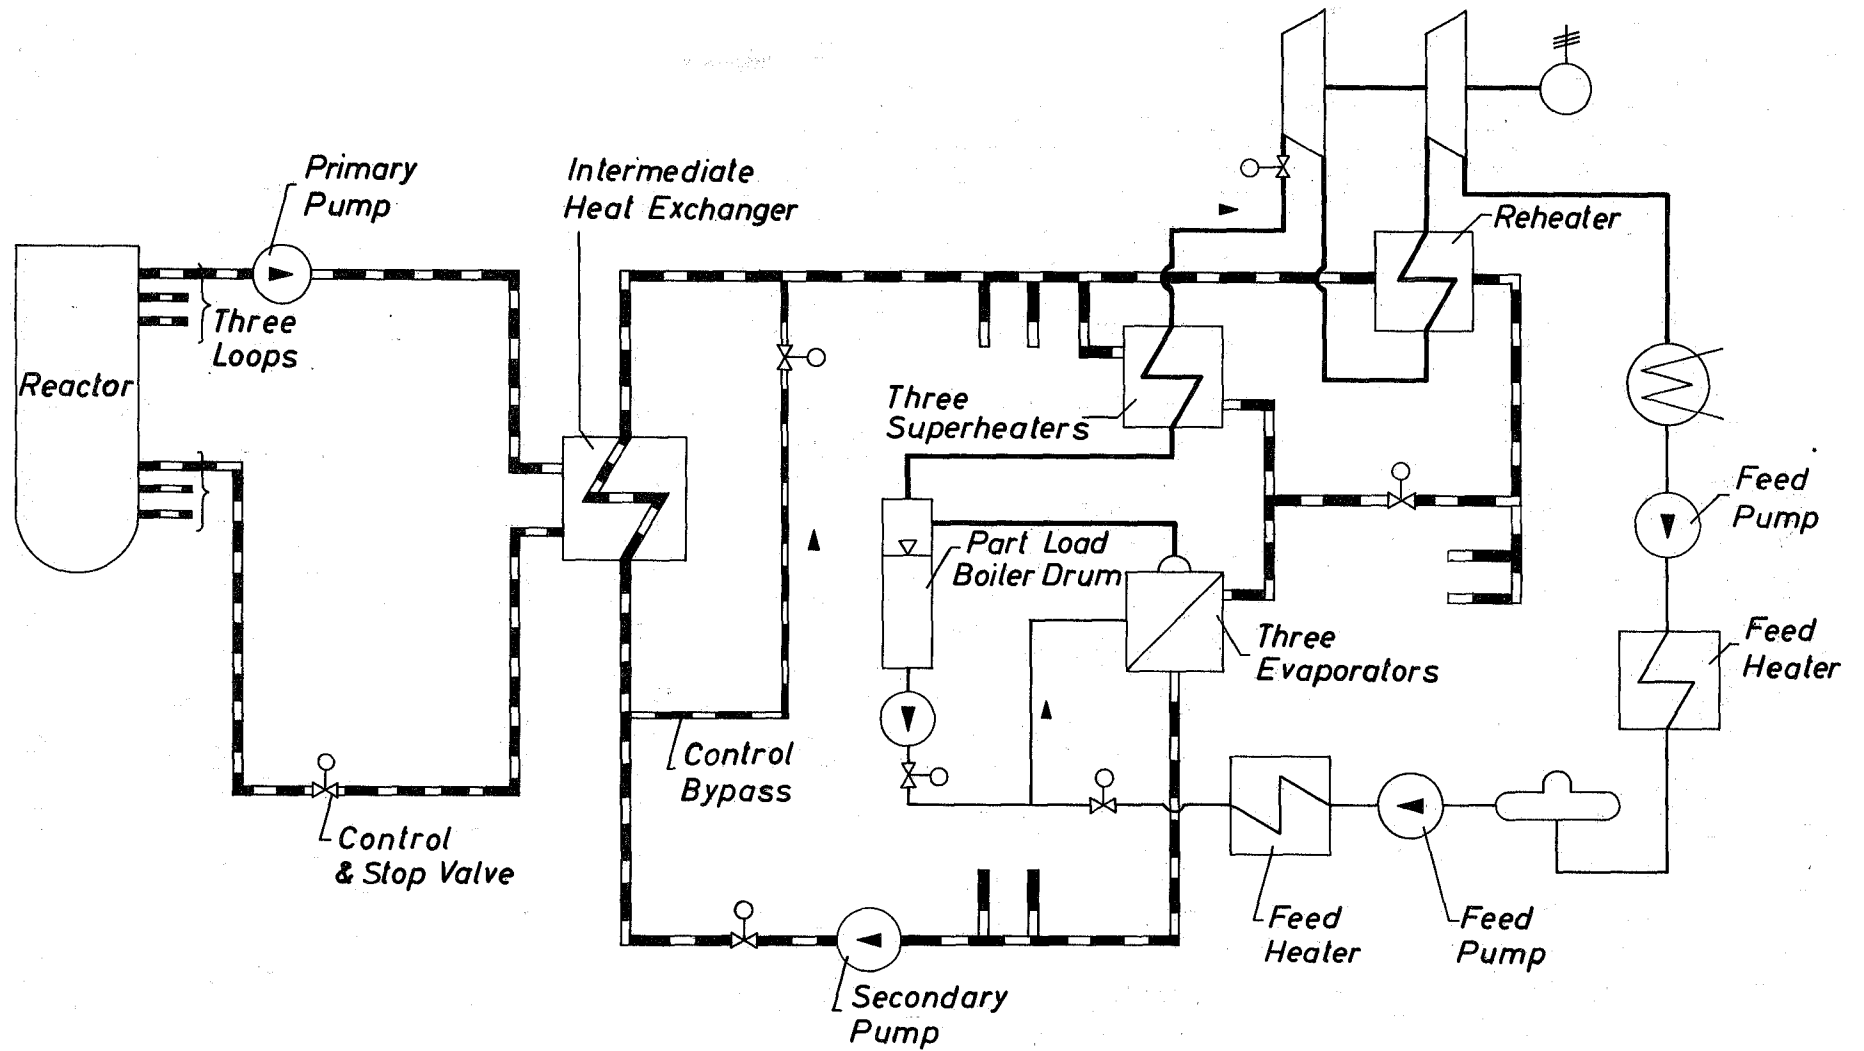 Primary
Pump
Intermediate
Heat Exchanger
Reheater
Three
Loops
Reactor
Three
Superheaters
Feed
Pump
Part Load
Boiler Drum
Three
Evaporators
Feed
Heater
Control
Bypass
Control
& Stop Valve
Feed
Heater
Feed
Pump
Secondary
Pump